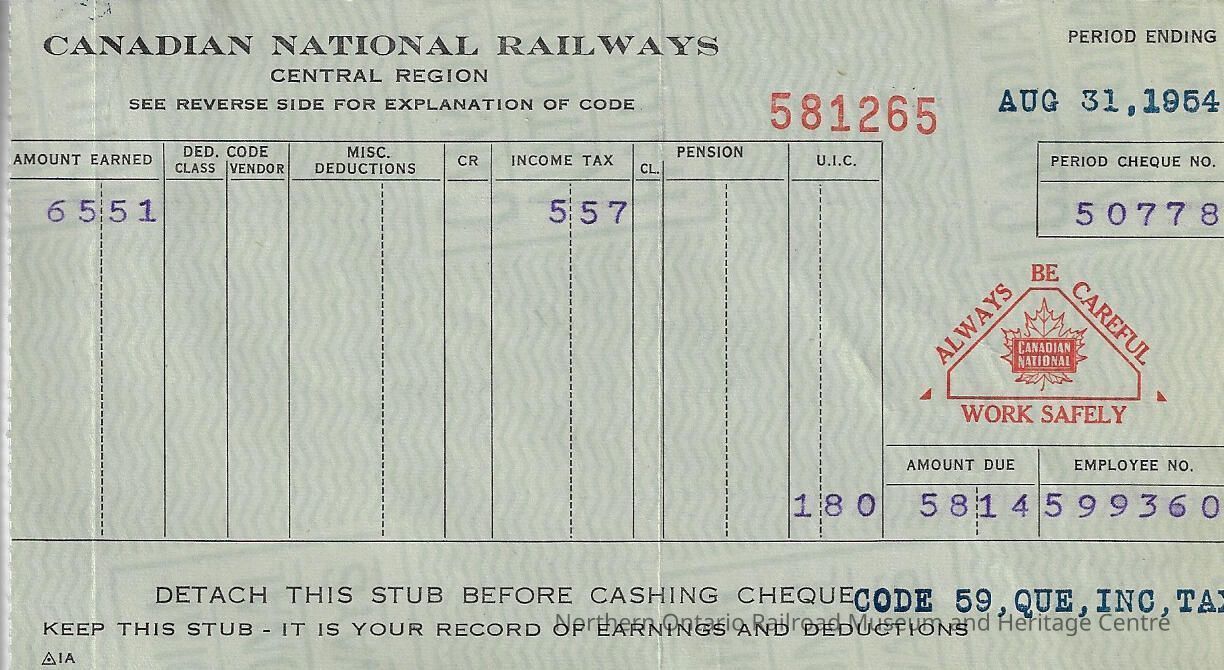 CANADIAN NATIONAL RAILWAYS
CENTRAL REGION
SEE REVERSE SIDE FOR EXPLANATION OF CODE
581265
PERIOD ENDING
AUG 31,1954
AMOUNT EARNED DED. CODE CLASS VENDOR MISC. DEDUCTIONS CR INCOME TAX CL. PENSION U.I.C.
PERIOD CHEQUE NO.
6551 557
50778
ALWAYS BE CAREFUL
CANADIAN
NATIONAL
WORK SAFELY
AMOUNT DUE EMPLOYEE NO.
180 5814 599360
DETACH THIS STUB BEFORE CASHING CHEQUE
CODE 59,QUE,INC,TAX
KEEP THIS STUB - IT IS YOUR RECORD OF EARNINGS AND DEDUCTIONS
Northern Ontario Railroad Museum and Heritage Centre
1A